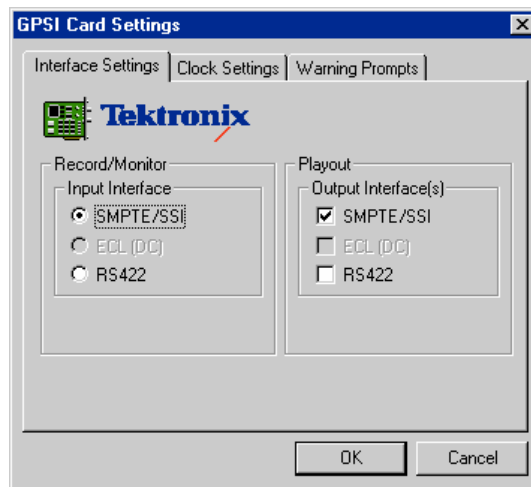 GPSI Card Settings
Interface Settings
Clock Settings
Warning Prompts
Tektronix
Record/Monitor
Input Interface
SMPTE/SSI
ECL (DC)
RS422
Playout
Output Interface(s)
SMPTE/SSI
ECL (DC)
RS422
OK
Cancel